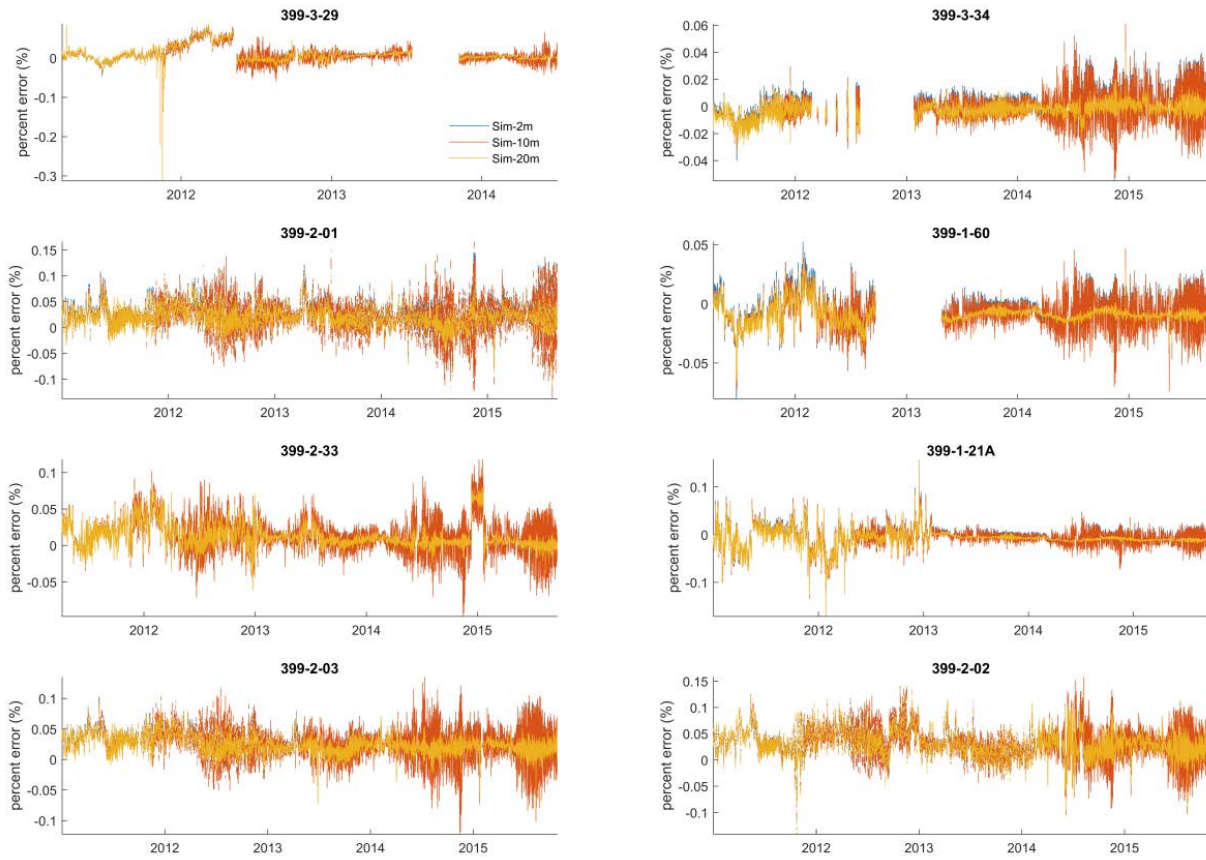 399-3-29
percent error (%)
0
-0.1
-0.2
-0.3
Sim-2m
Sim-10m
Sim-20m
2012 2013 2014
399-3-34
percent error (%)
0.06
0.04
0.02
0
-0.02
-0.04
2012 2013 2014 2015
399-2-01
percent error (%)
0.15
0.1
0.05
0
-0.05
-0.1
2012 2013 2014 2015
399-1-60
percent error (%)
0.05
0
-0.05
2012 2013 2014 2015
399-2-33
percent error (%)
0.1
0.05
0
-0.05
2012 2013 2014 2015
399-1-21A
percent error (%)
0.1
0
-0.1
2012 2013 2014 2015
399-2-03
percent error (%)
0.1
0.05
0
-0.05
-0.1
2012 2013 2014 2015
399-2-02
percent error (%)
0.15
0.1
0.05
0
-0.05
-0.1
2012 2013 2014 2015